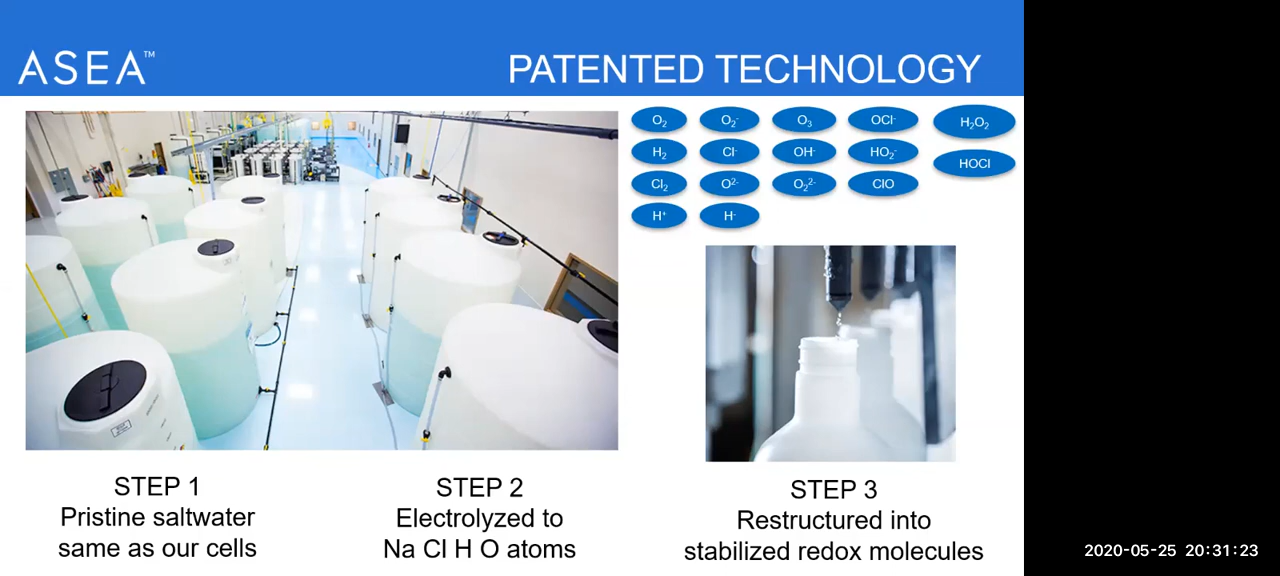 ASEA™
PATENTED TECHNOLOGY
O₂ O₂⁻ O₃ OCl⁻ H₂O₂
H₂ Cl⁻ OH⁻ HO₂⁻ HOCl
Cl₂ O²⁻ O₂²⁻ ClO
H⁺ H⁻
STEP 1
Pristine saltwater
same as our cells
STEP 2
Electrolyzed to
Na Cl H O atoms
STEP 3
Restructured into
stabilized redox molecules
2020-05-25 20:31:23